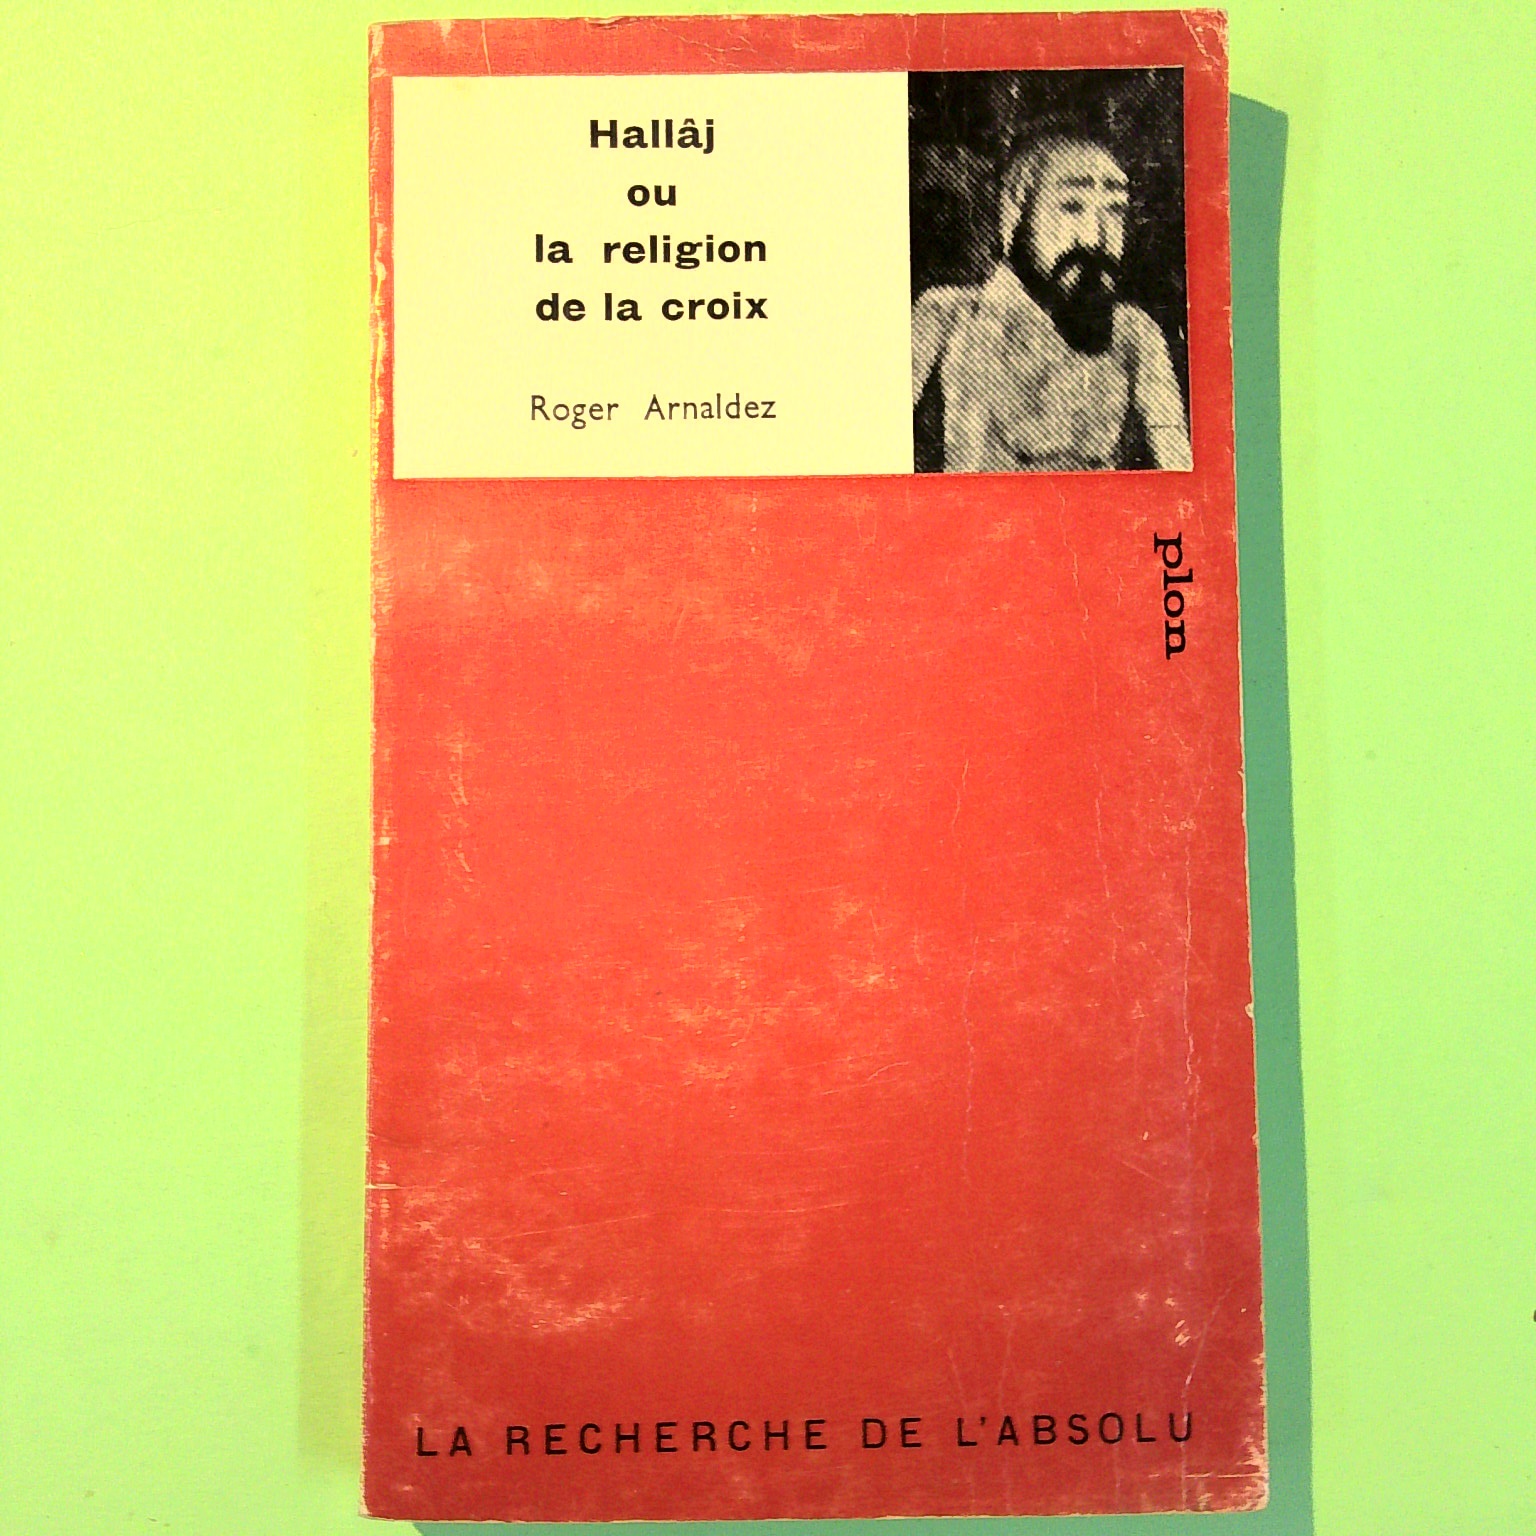 Hallâj
ou
la religion
de la croix
Roger Arnaldez
plon
LA RECHERCHE DE L'ABSOLU